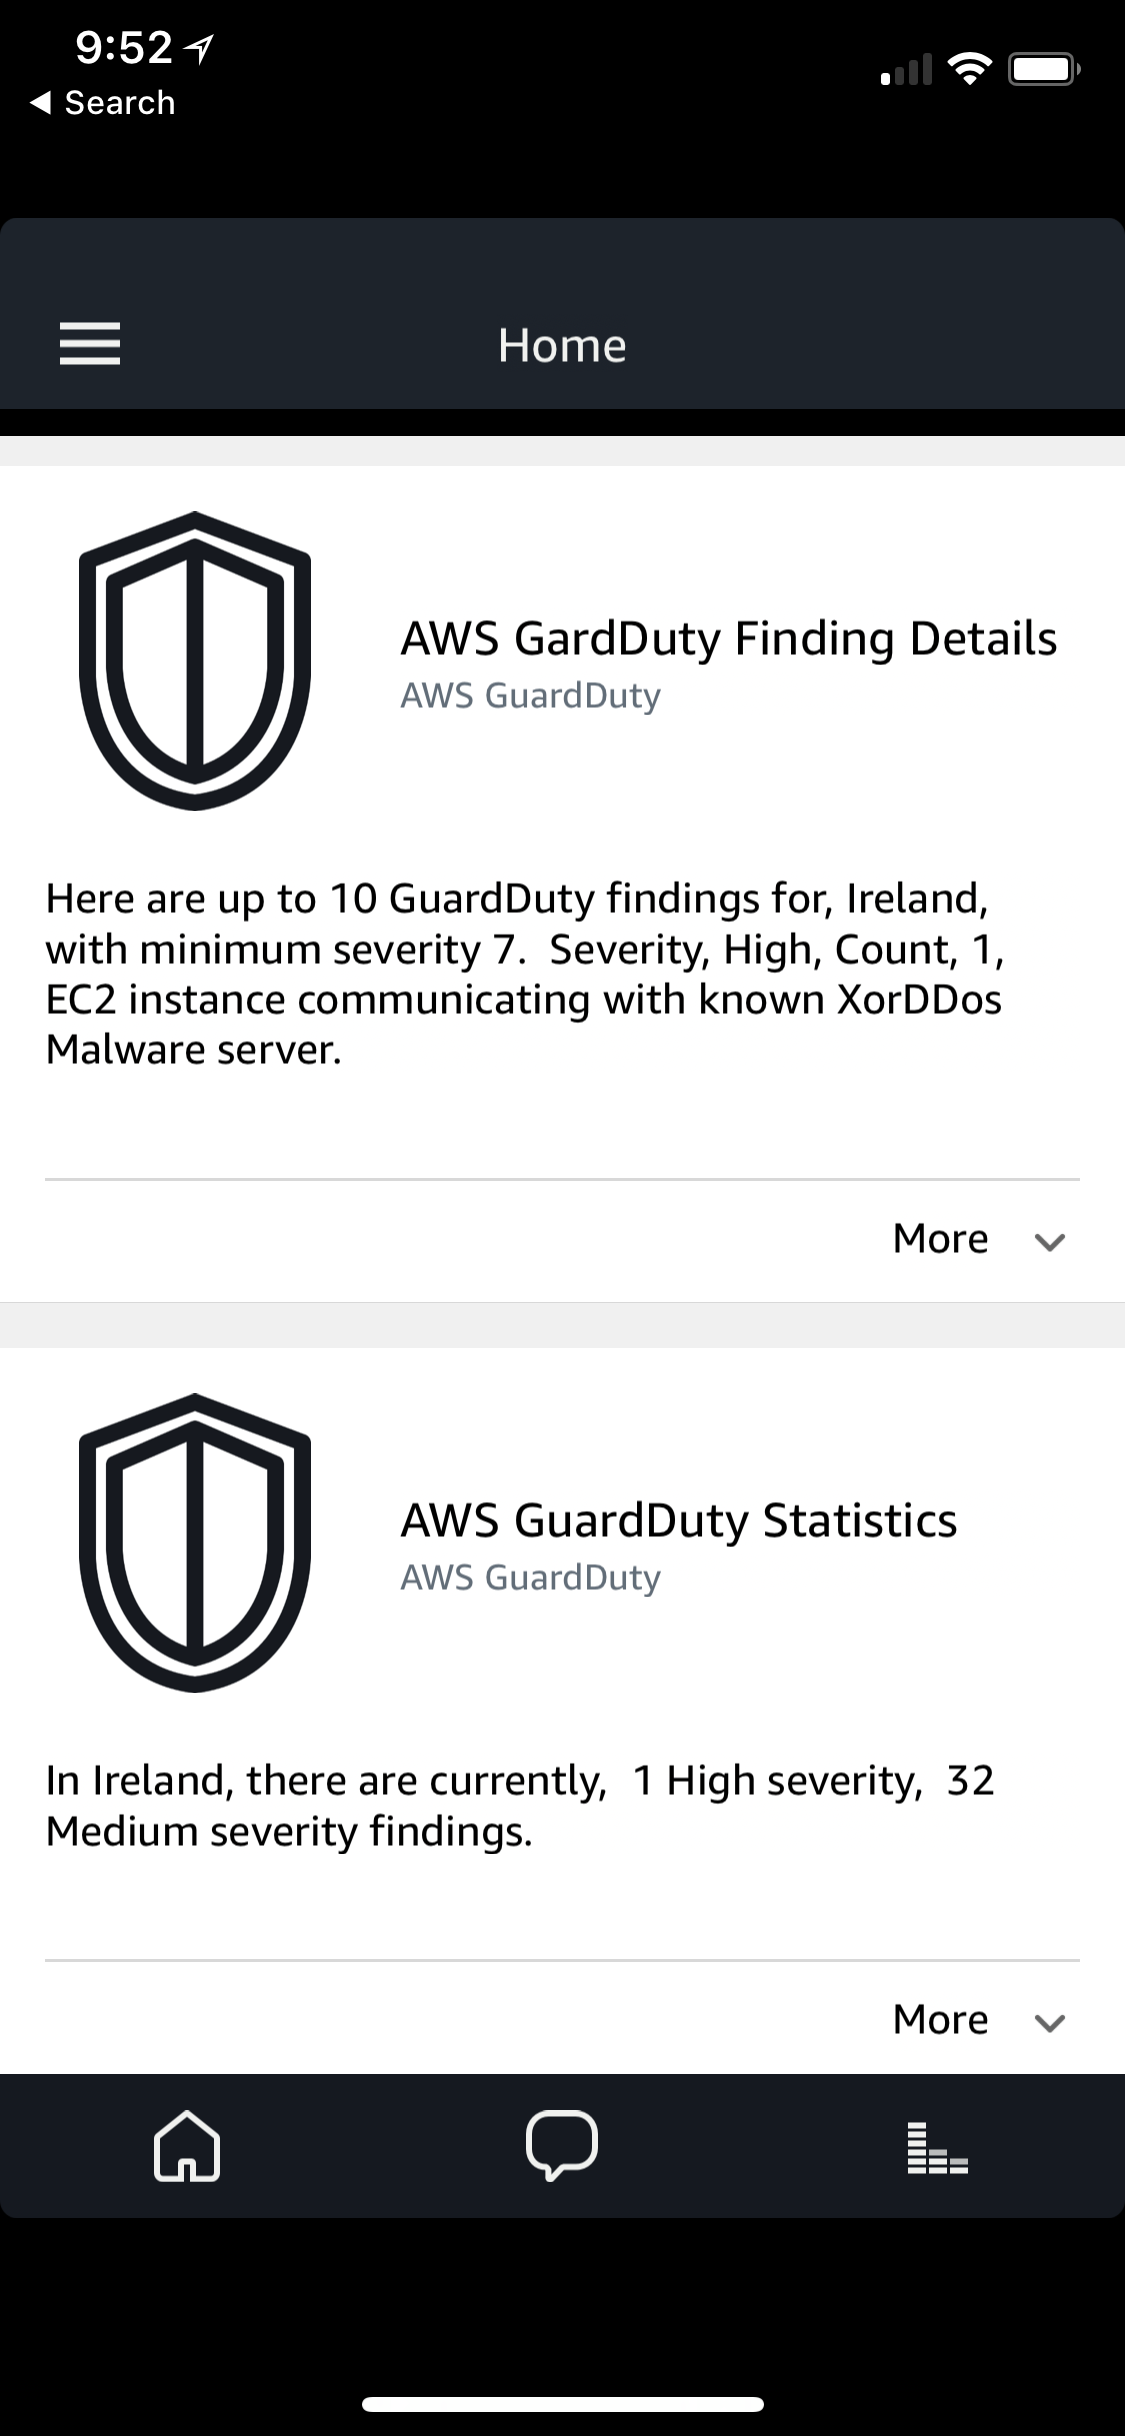 9:52
Search
Home
AWS GardDuty Finding Details
AWS GuardDuty
Here are up to 10 GuardDuty findings for, Ireland,
with minimum severity 7.  Severity, High, Count, 1,
EC2 instance communicating with known XorDDos
Malware server.
More
AWS GuardDuty Statistics
AWS GuardDuty
In Ireland, there are currently,  1 High severity,  32
Medium severity findings.
More